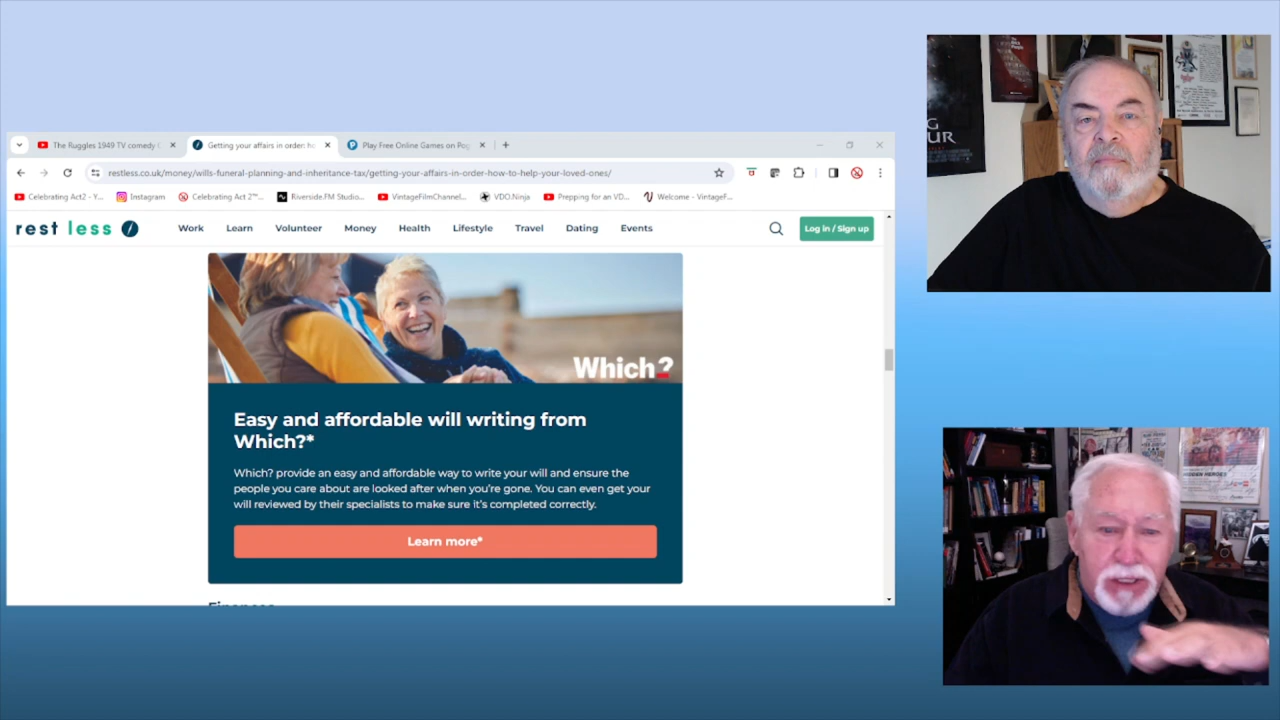 The Ruggles 1949 TV comedy
Getting your affairs in order: h
Play Free Online Games on Pog
restless.co.uk/money/wills-funeral-planning-and-inheritance-tax/getting-your-affairs-in-order-how-to-help-your-loved-ones/
Celebrating Act2 - Y...
Instagram
Celebrating Act 2™...
Riverside.FM Studio...
VintageFilmChannel...
VDO.Ninja
Prepping for an VD...
Welcome - VintageF...
rest less
Work
Learn
Volunteer
Money
Health
Lifestyle
Travel
Dating
Events
Log in / Sign up
Which?
Easy and affordable will writing from
Which?*
Which? provide an easy and affordable way to write your will and ensure the
people you care about are looked after when you're gone. You can even get your
will reviewed by their specialists to make sure it's completed correctly.
Learn more*
HIDDEN HEROES